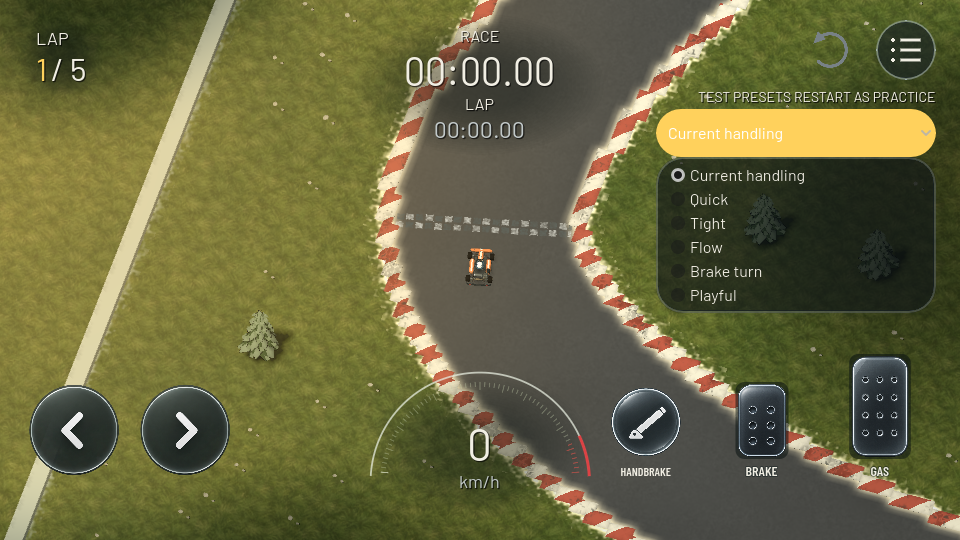 LAP
1/ 5
RACE
00:00.00
LAP
00:00.00
TEST PRESETS RESTART AS PRACTICE
Current handling
Current handling
Quick
Tight
Flow
Brake turn
Playful
0
km/h
HANDBRAKE
BRAKE
GAS